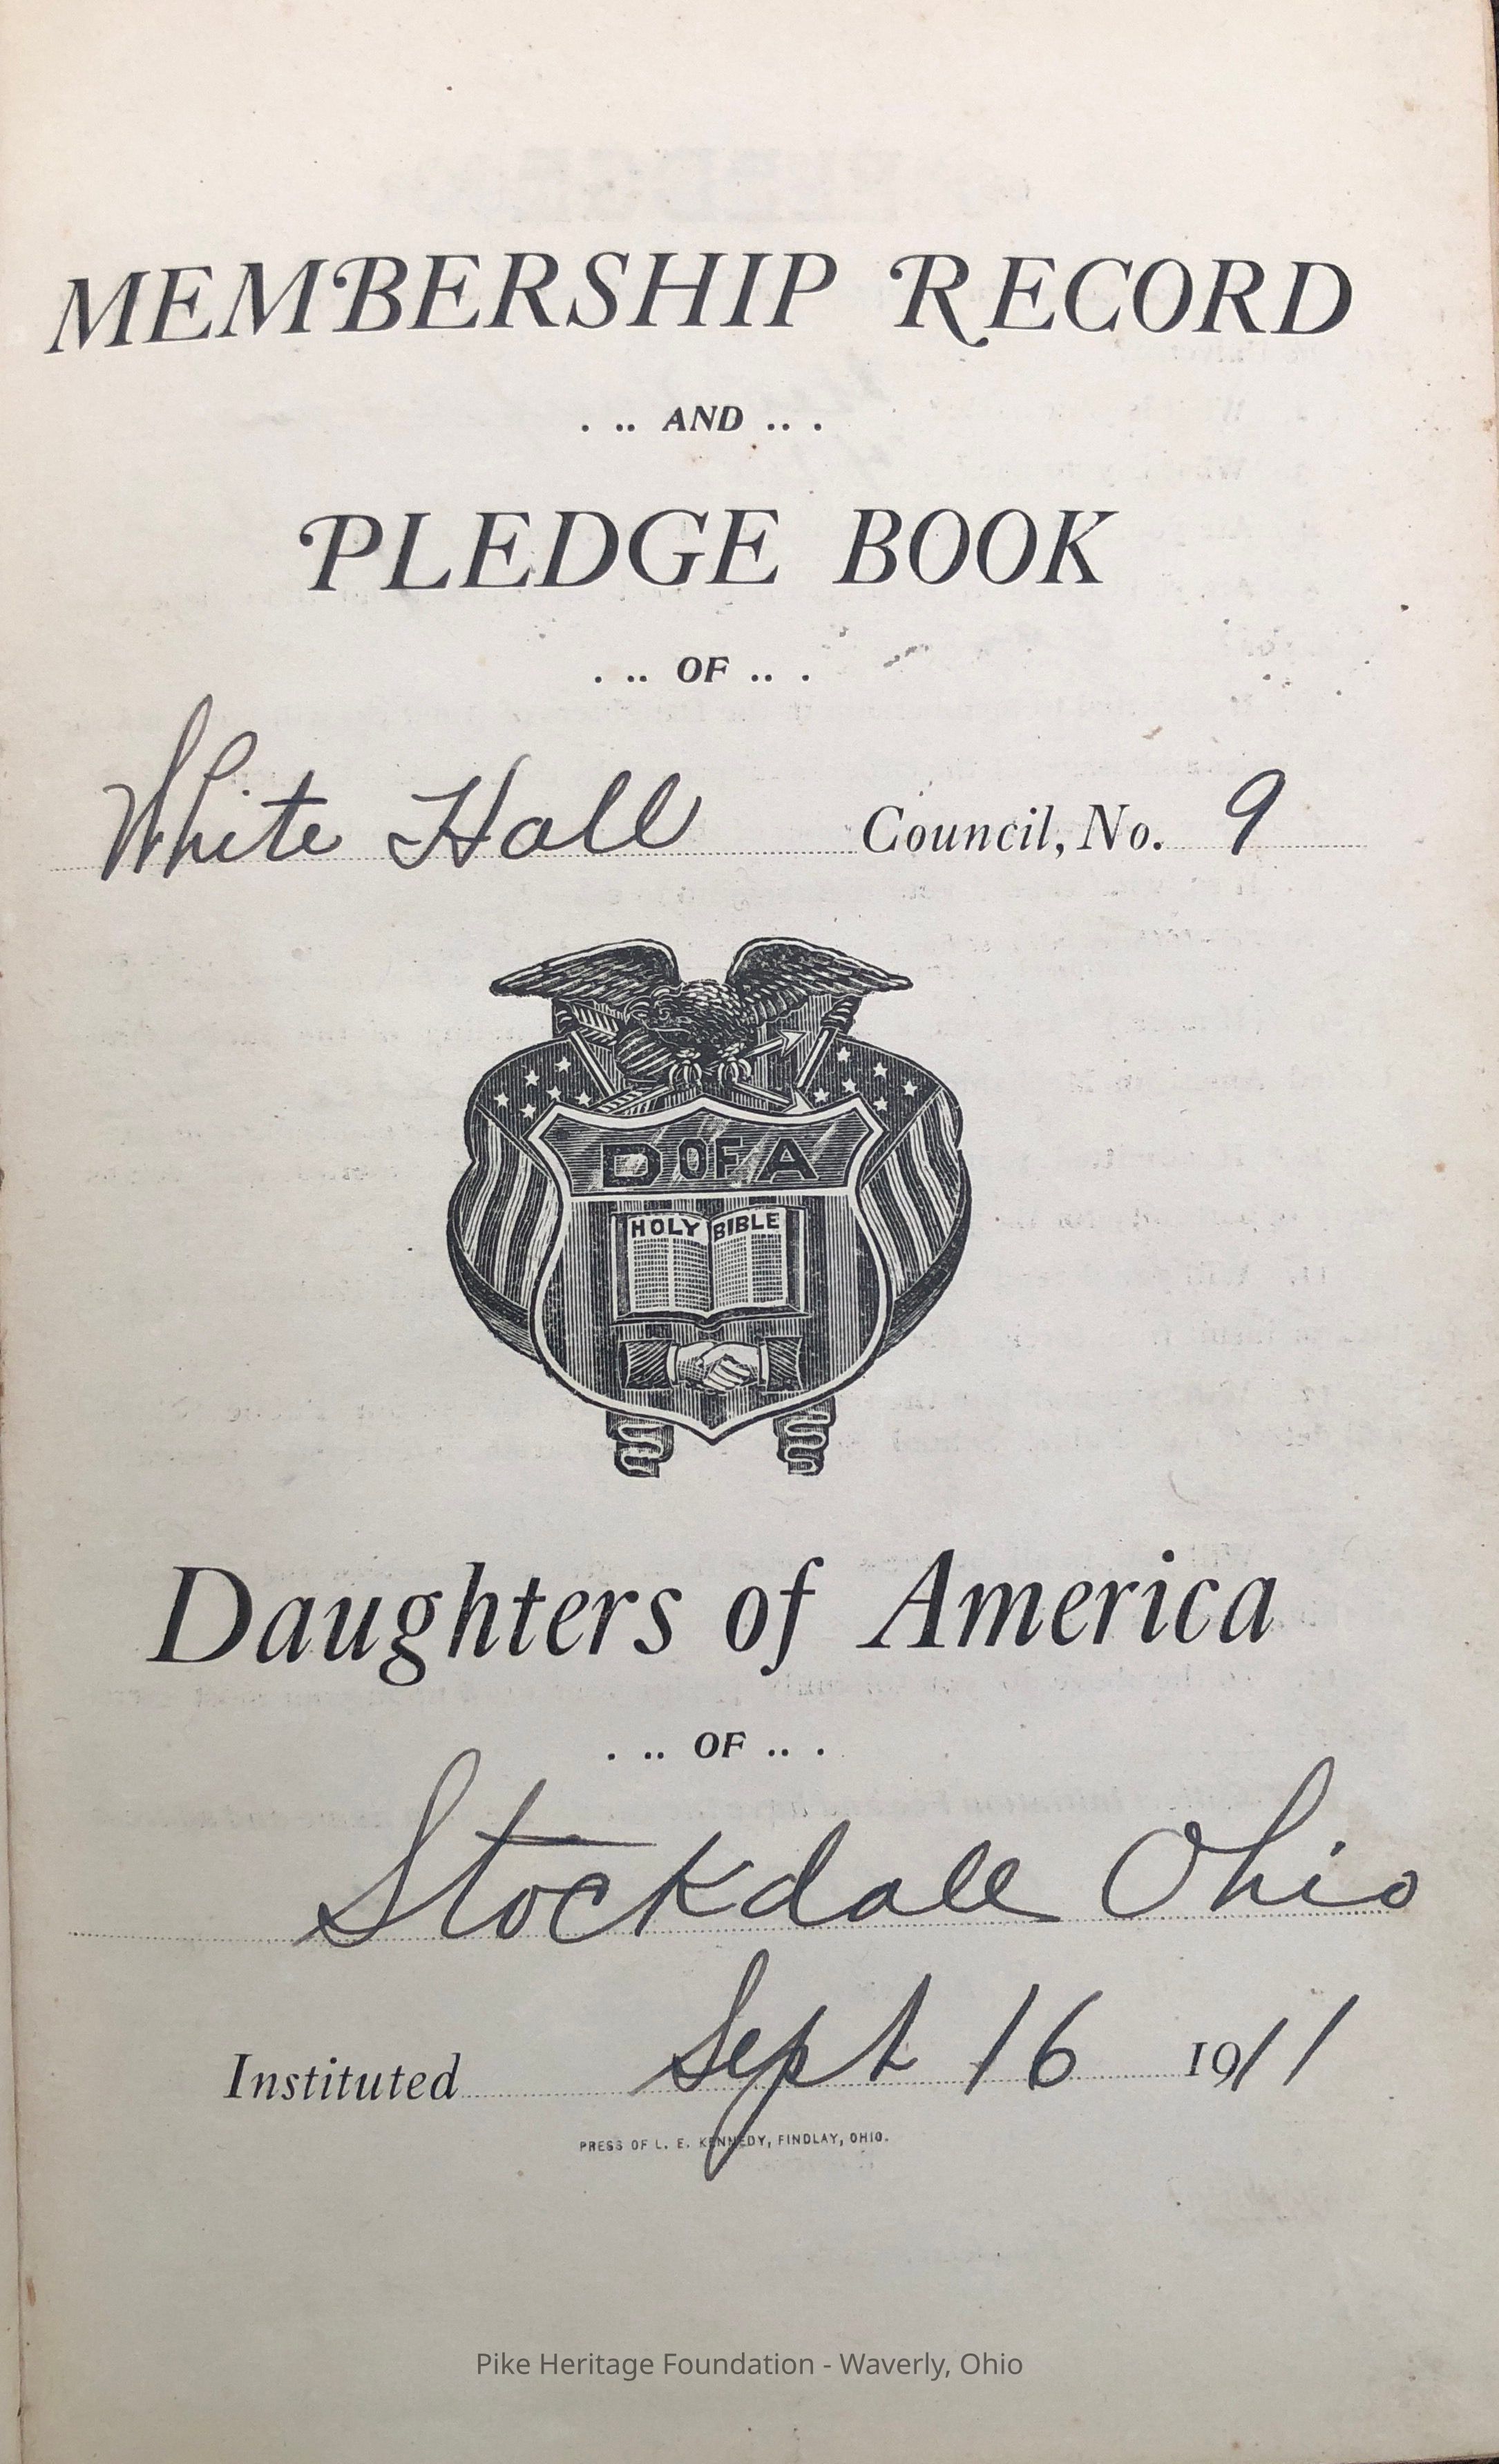 MEMBERSHIP RECORD
. .. AND .. .
PLEDGE BOOK
. .. OF .. .
White Hall Council, No. 9
D OF A
HOLY BIBLE
Daughters of America
. .. OF .. .
Stockdale Ohio
Instituted Sept 16 1911
PRESS OF L. E. KENNEDY, FINDLAY, OHIO.
Pike Heritage Foundation - Waverly, Ohio